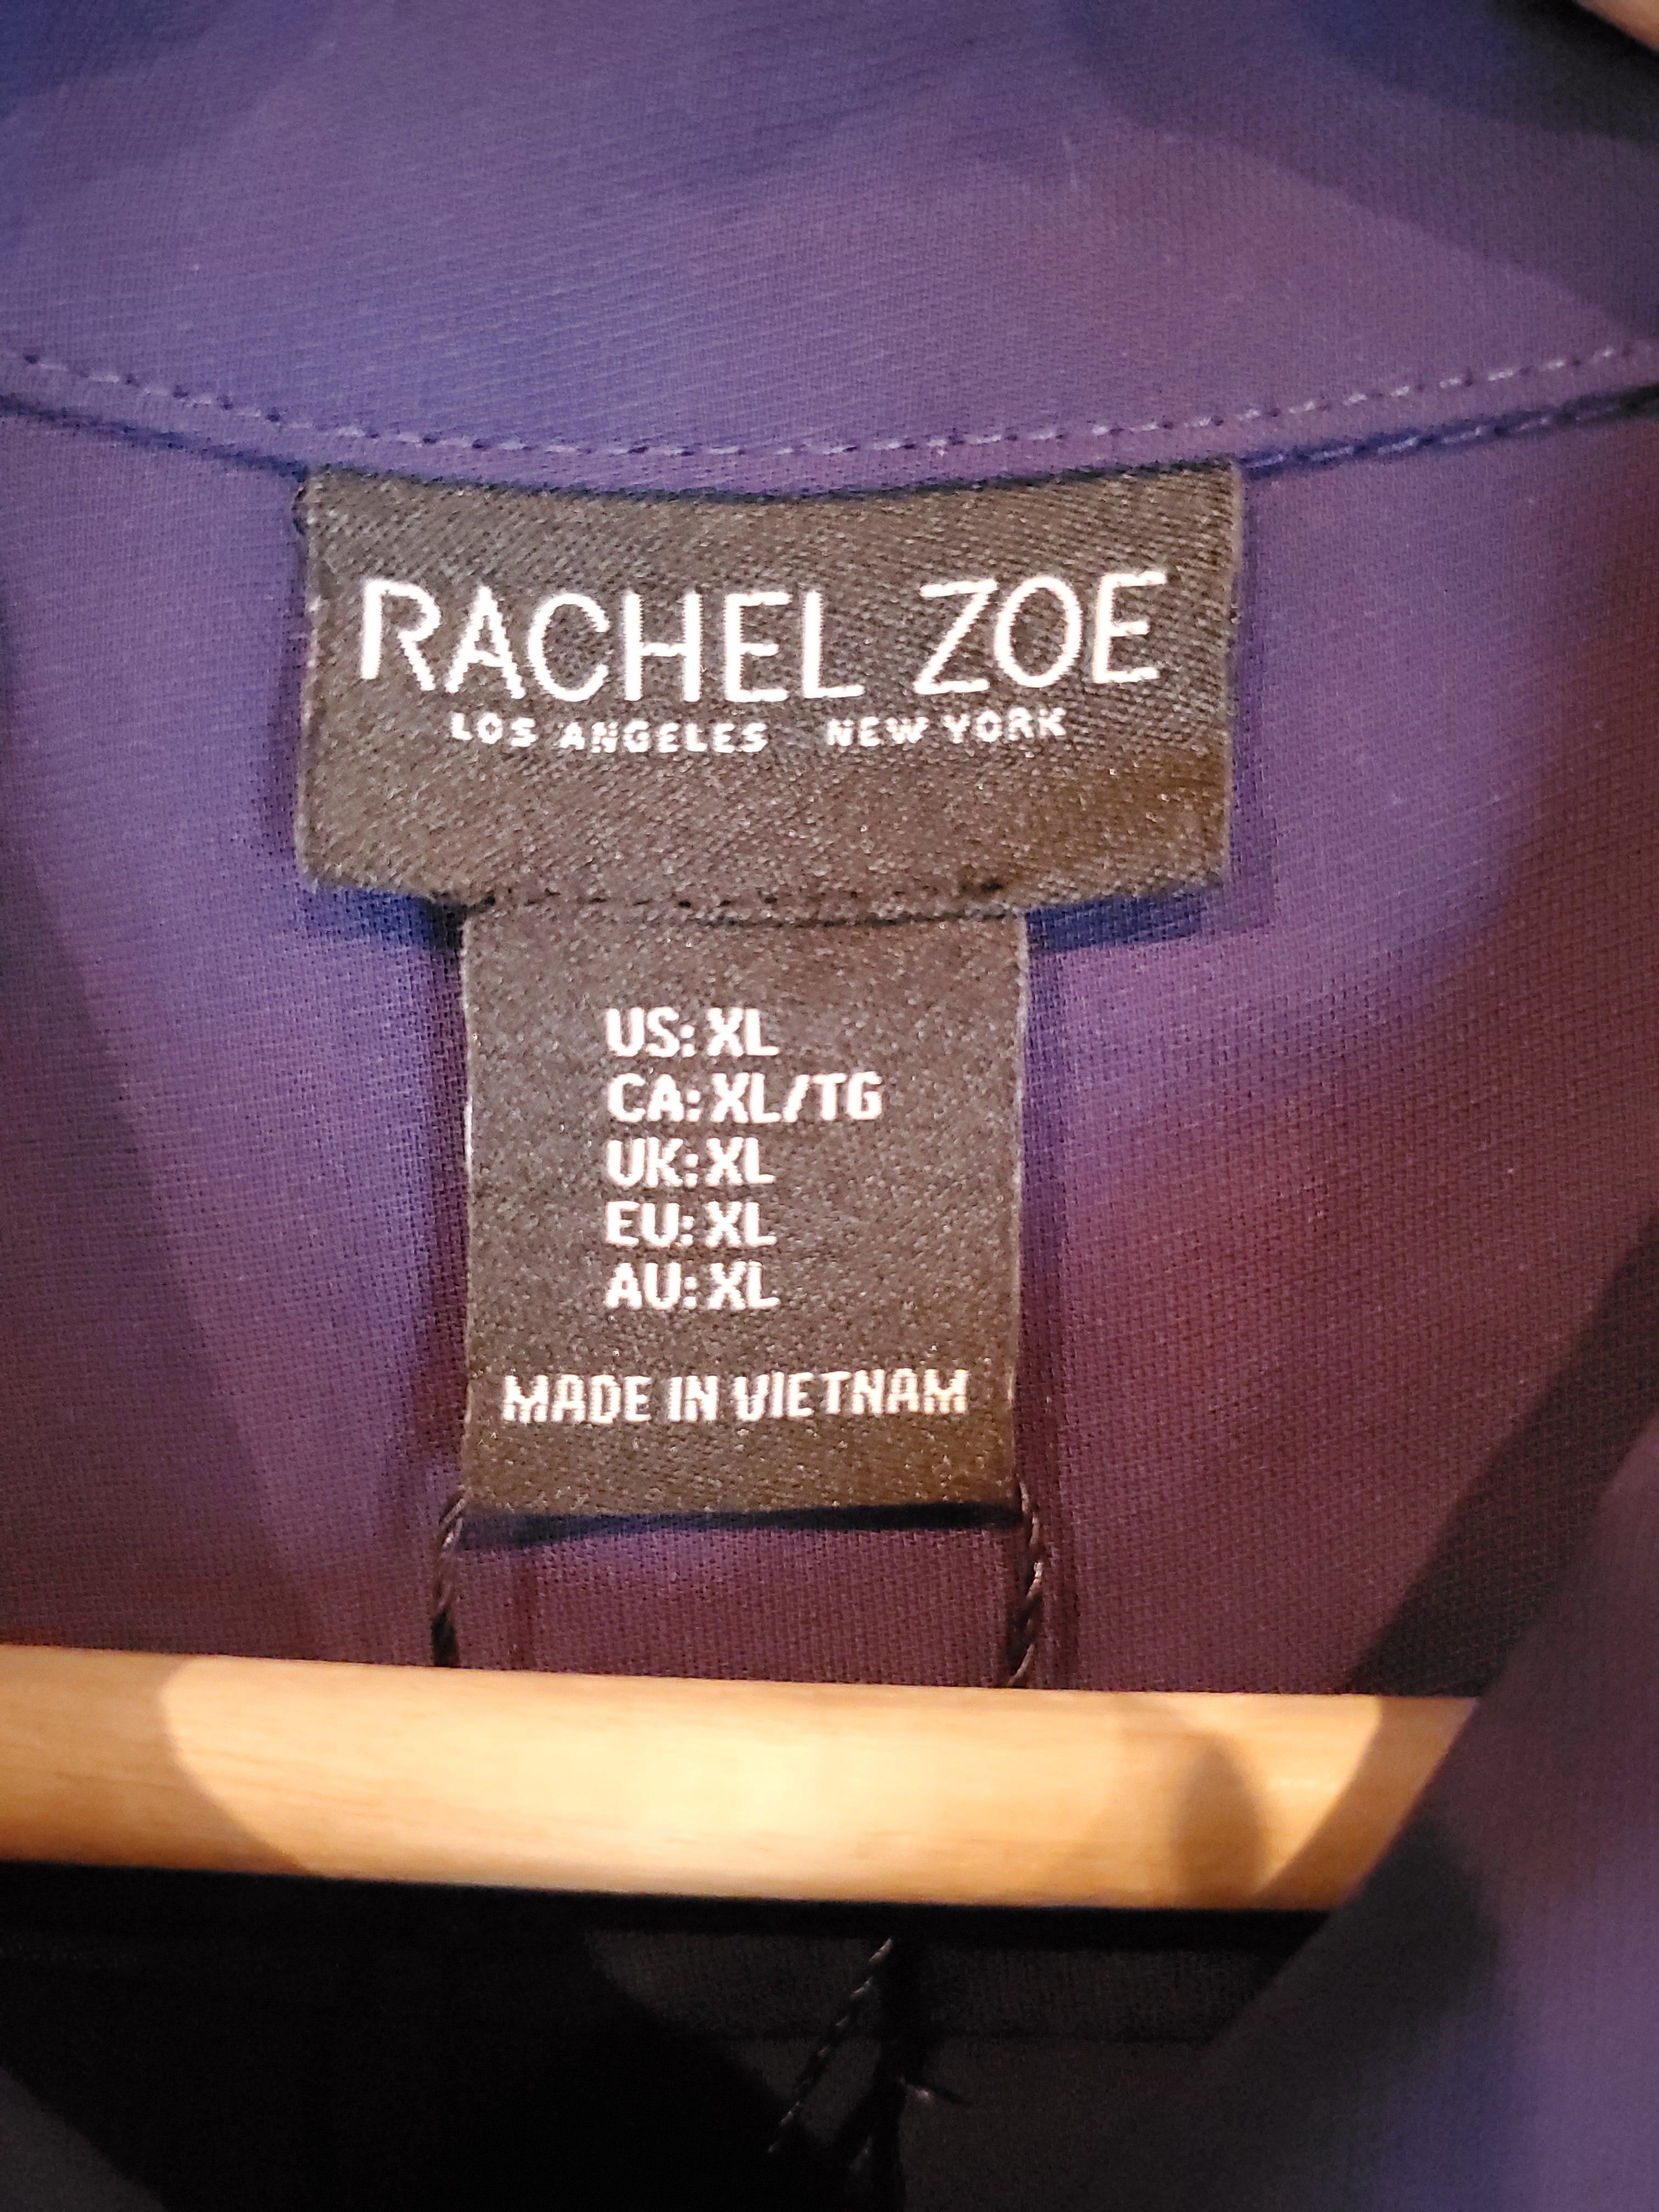 RACHEL ZOE
LOS ANGELES NEW YORK
US: XL
CA: XL/TG
UK: XL
EU: XL
AU: XL
MADE IN VIETNAM